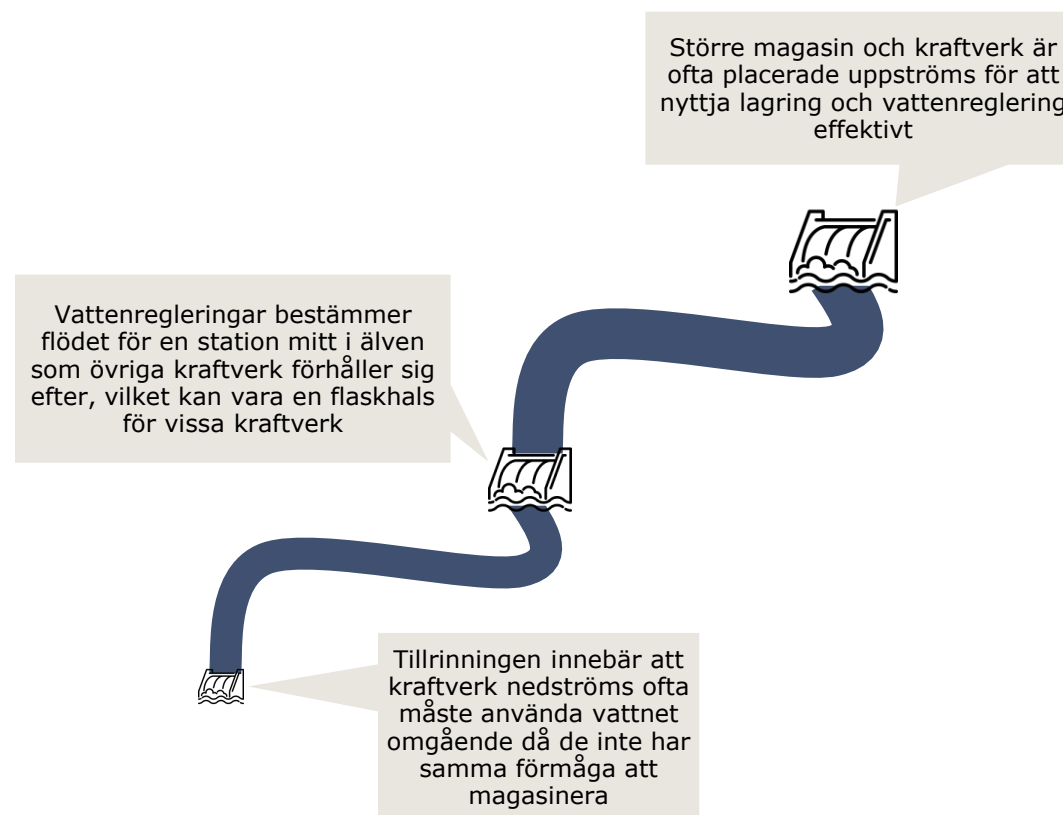 Större magasin och kraftverk är
ofta placerade uppströms för att
nyttja lagring och vattenreglering
effektivt
Vattenregleringar bestämmer
flödet för en station mitt i älven
som övriga kraftverk förhåller sig
efter, vilket kan vara en flaskhals
för vissa kraftverk
Tillrinningen innebär att
kraftverk nedströms ofta
måste använda vattnet
omgående då de inte har
samma förmåga att
magasinera